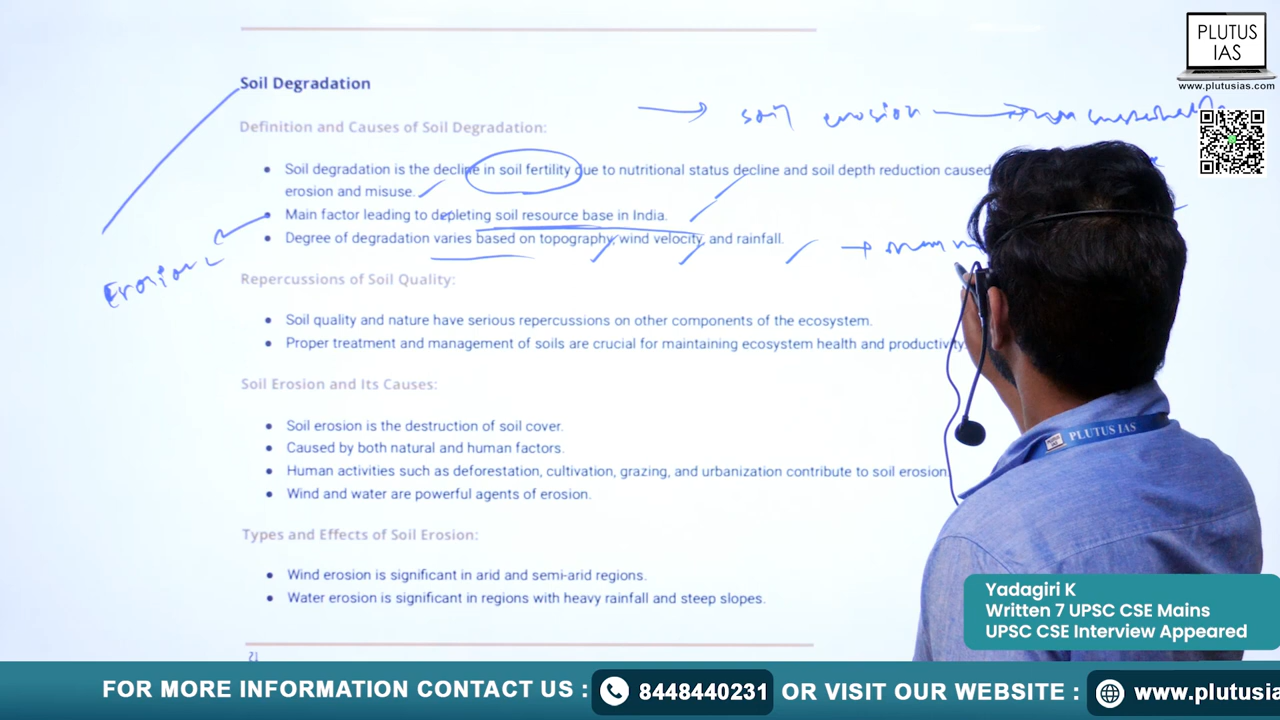 PLUTUS
IAS
www.plutusias.com
Soil Degradation
soil erosion
Definition and Causes of Soil Degradation:
• Soil degradation is the decline in soil fertility due to nutritional status decline and soil depth reduction caused
erosion and misuse.
• Main factor leading to depleting soil resource base in India.
• Degree of degradation varies based on topography, wind velocity, and rainfall.
Erosion
Repercussions of Soil Quality:
• Soil quality and nature have serious repercussions on other components of the ecosystem.
• Proper treatment and management of soils are crucial for maintaining ecosystem health and productivity.
Soil Erosion and Its Causes:
• Soil erosion is the destruction of soil cover.
• Caused by both natural and human factors.
• Human activities such as deforestation, cultivation, grazing, and urbanization contribute to soil erosion.
• Wind and water are powerful agents of erosion.
Types and Effects of Soil Erosion:
• Wind erosion is significant in arid and semi-arid regions.
• Water erosion is significant in regions with heavy rainfall and steep slopes.
PLUTUS IAS
Yadagiri K
Written 7 UPSC CSE Mains
UPSC CSE Interview Appeared
FOR MORE INFORMATION CONTACT US : 8448440231 OR VISIT OUR WEBSITE : www.plutusia